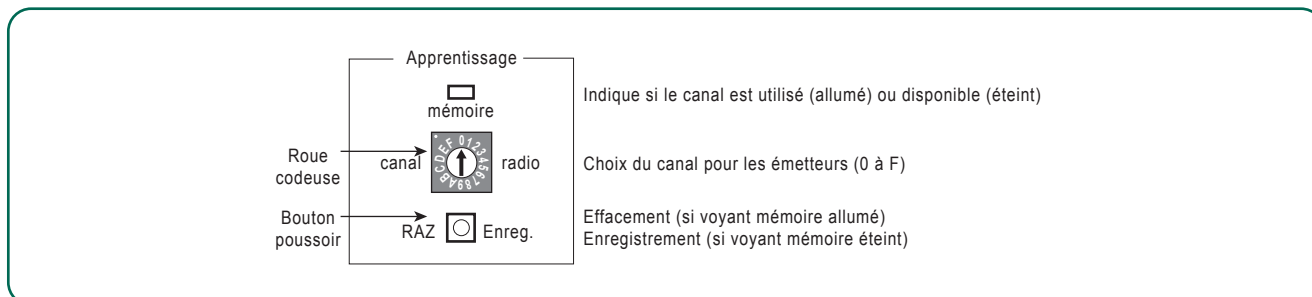 Apprentissage
mémoire
Indique si le canal est utilisé (allumé) ou disponible (éteint)
Roue
codeuse
canal
0123456789ABCDEF
radio
Choix du canal pour les émetteurs (0 à F)
Bouton
poussoir
RAZ
Enreg.
Effacement (si voyant mémoire allumé)
Enregistrement (si voyant mémoire éteint)